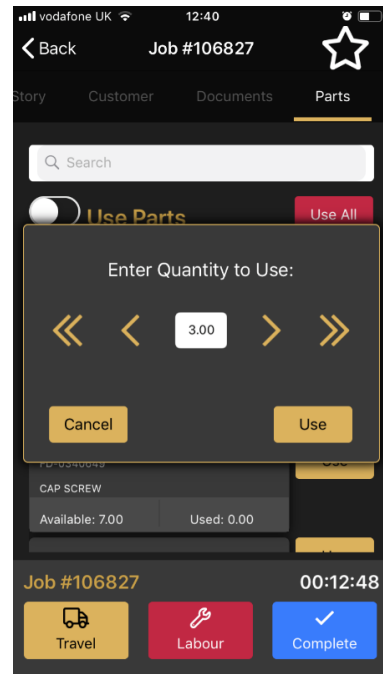 vodafone UK 12:40
Back Job #106827
Story Customer Documents Parts
Search
Use Parts Use All
Enter Quantity to Use:
3.00
Cancel Use
FD-0340649
CAP SCREW
Available: 7.00 Used: 0.00
Job #106827 00:12:48
Travel Labour Complete